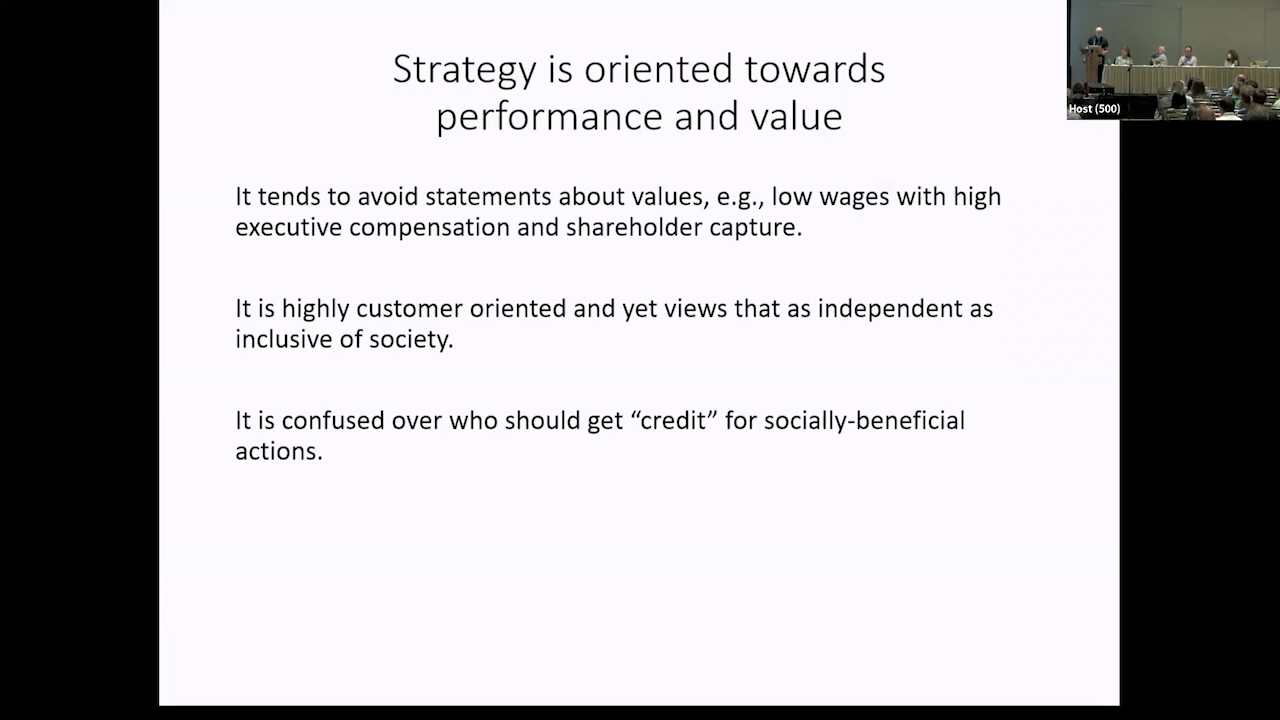 Strategy is oriented towards
performance and value
It tends to avoid statements about values, e.g., low wages with high
executive compensation and shareholder capture.
It is highly customer oriented and yet views that as independent as
inclusive of society.
It is confused over who should get “credit” for socially-beneficial
actions.
Host (500)